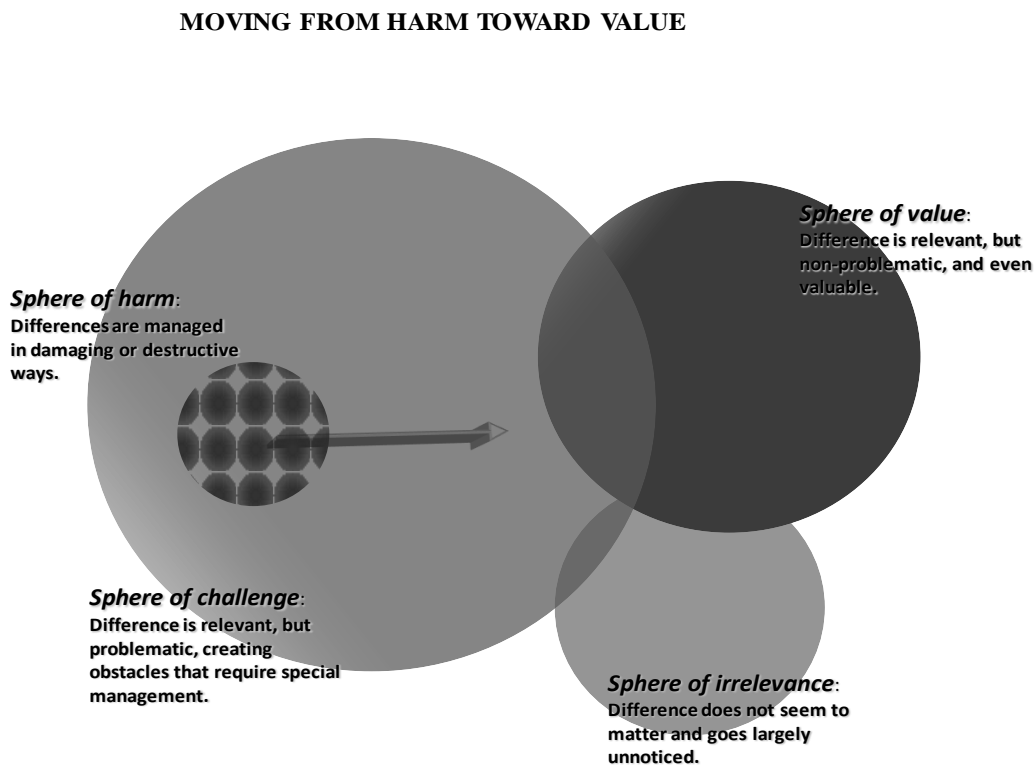 MOVING FROM HARM TOWARD VALUE
Sphere of value:
Difference is relevant, but
non-problematic, and even
valuable.
Sphere of harm:
Differences are managed
in damaging or destructive
ways.
Sphere of challenge:
Difference is relevant, but
problematic, creating
obstacles that require special
management.
Sphere of irrelevance:
Difference does not seem to
matter and goes largely
unnoticed.